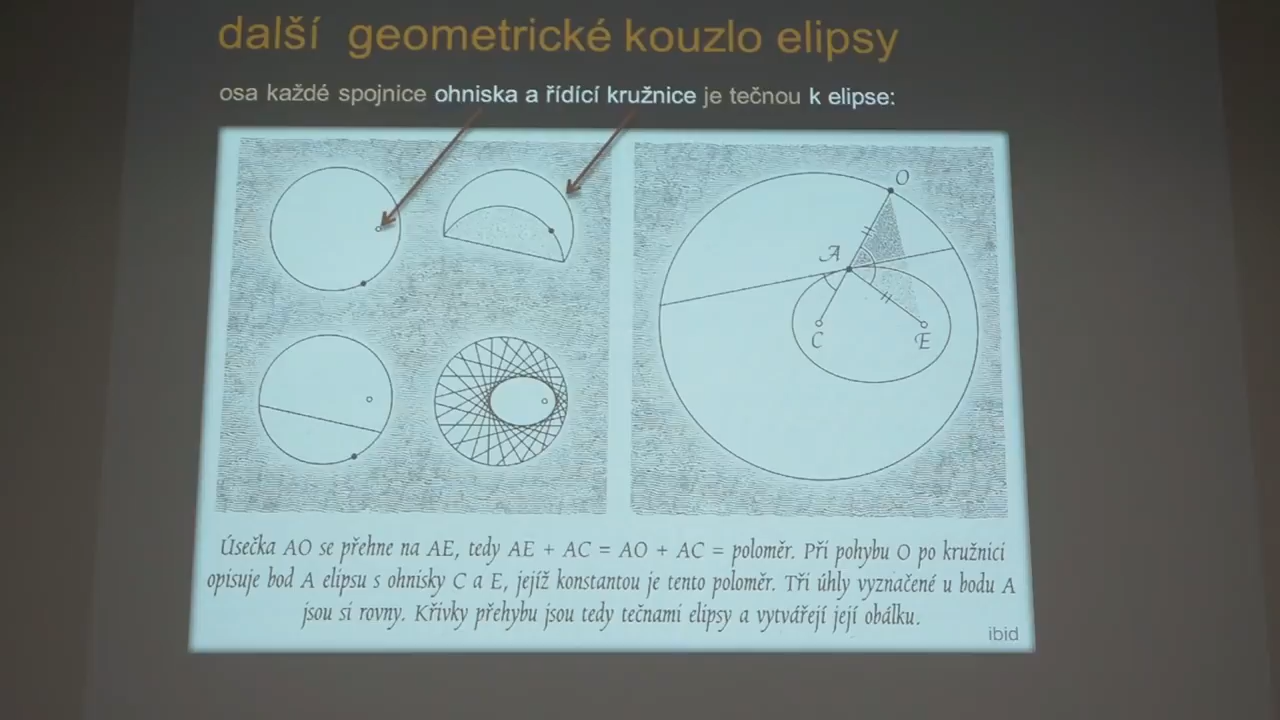 další geometrické kouzlo elipsy
osa každé spojnice ohniska a řídící kružnice je tečnou k elipse:
O
A
C
E
Úsečka AO se přehne na AE, tedy AE + AC = AO + AC = poloměr. Při pohybu O po kružnici
opisuje bod A elipsu s ohnisky C a E, jejíž konstantou je tento poloměr. Tři úhly vyznačené u bodu A
jsou si rovny. Křivky přehybu jsou tedy tečnami elipsy a vytvářejí její obálku.
ibid